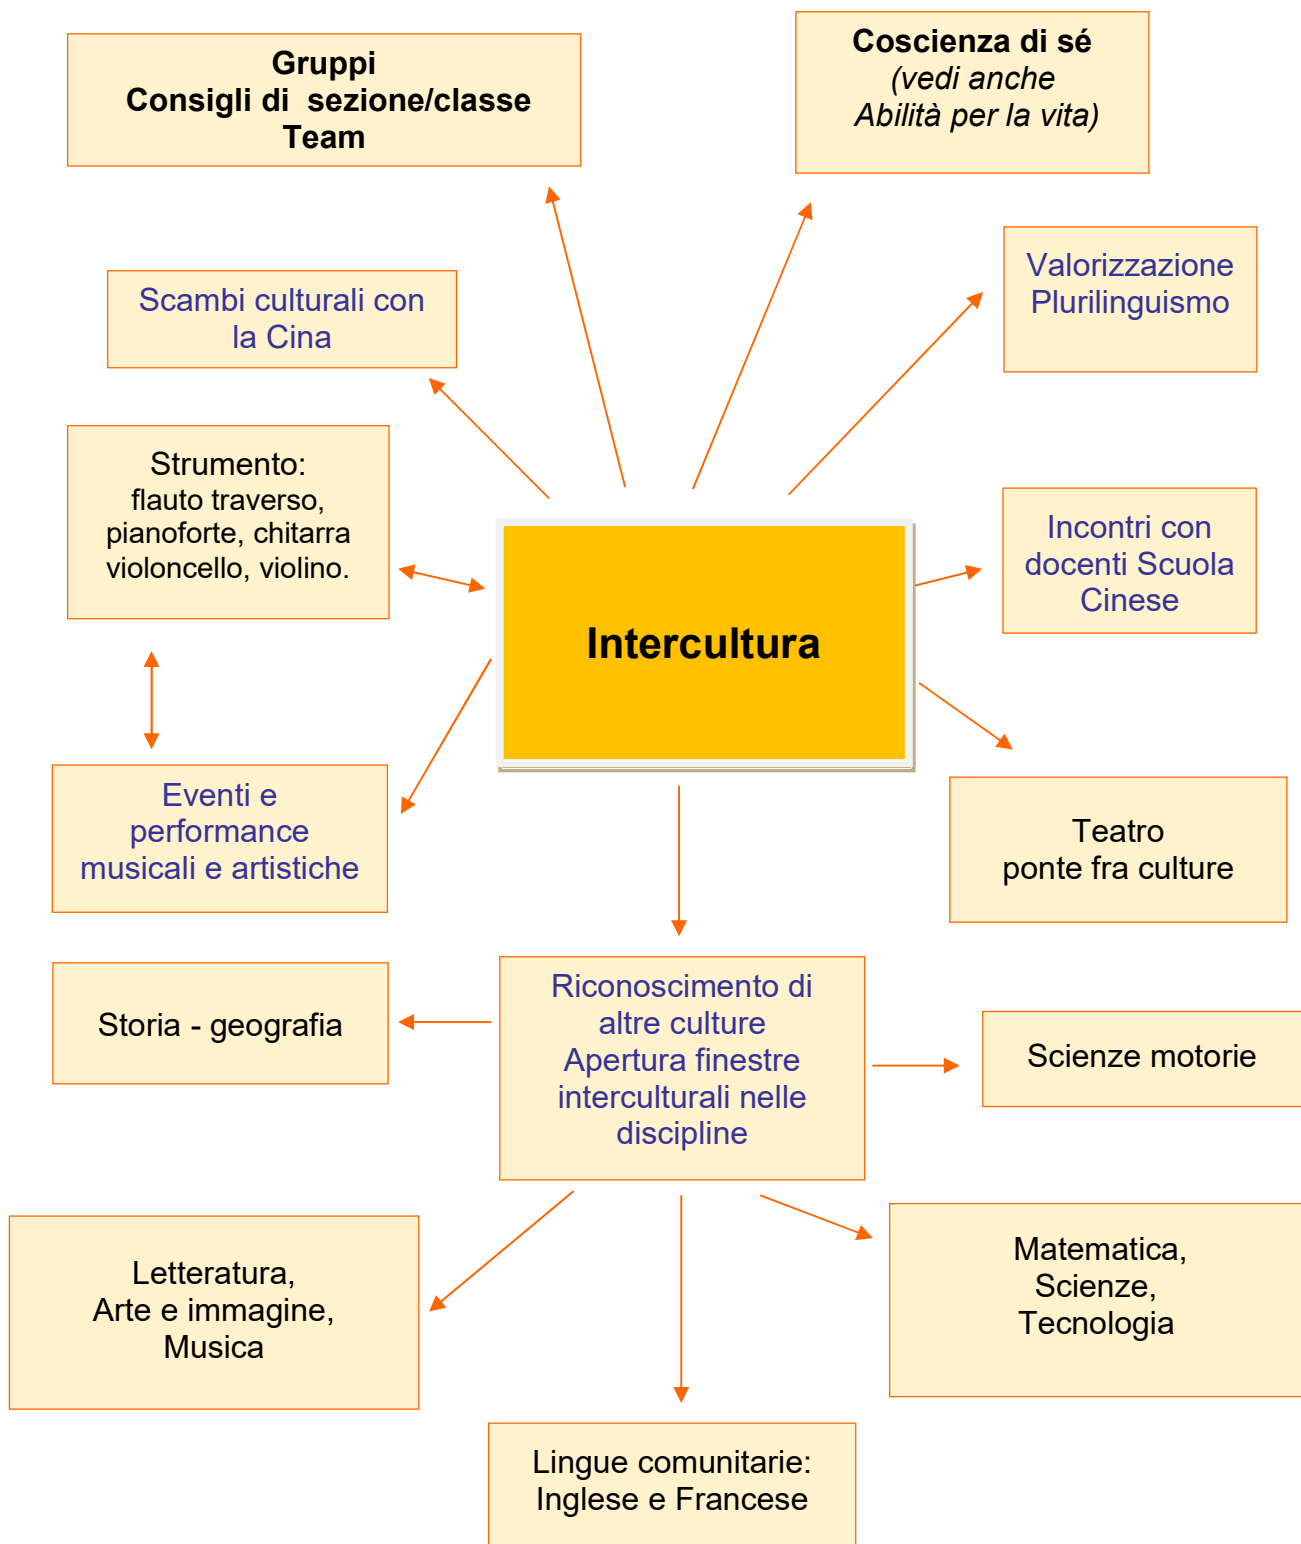 Gruppi
Consigli di sezione/classe
Team
Coscienza di sé
(vedi anche
Abilità per la vita)
Scambi culturali con
la Cina
Valorizzazione
Plurilinguismo
Strumento:
flauto traverso,
pianoforte, chitarra
violoncello, violino.
Incontri con
docenti Scuola
Cinese
Intercultura
Eventi e
performance
musicali e artistiche
Teatro
ponte fra culture
Storia - geografia
Riconoscimento di
altre culture
Apertura finestre
interculturali nelle
discipline
Scienze motorie
Letteratura,
Arte e immagine,
Musica
Matematica,
Scienze,
Tecnologia
Lingue comunitarie:
Inglese e Francese